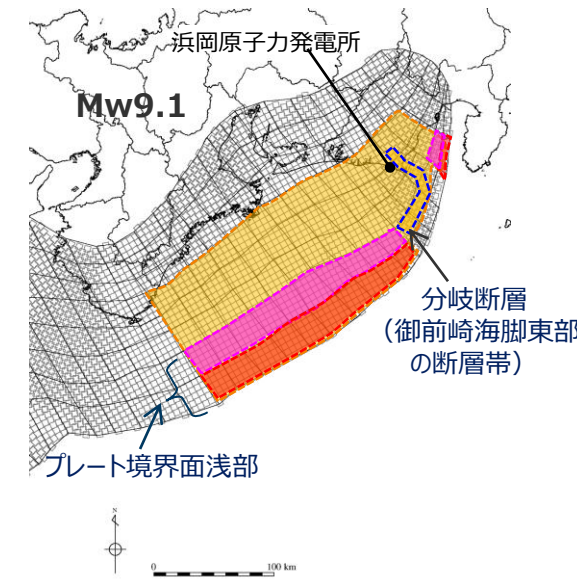 浜岡原子力発電所
Mw9.1
分岐断層
（御前崎海脚東部
の断層帯）
プレート境界面浅部
N
0 100 km